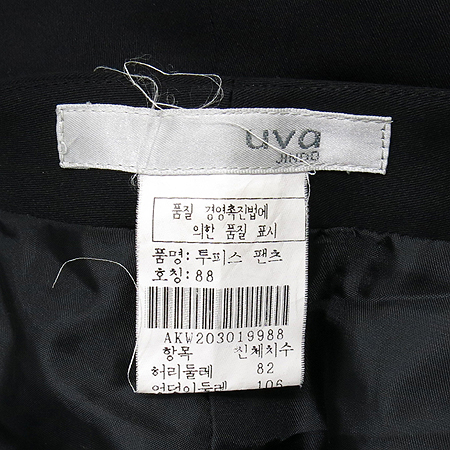 uva
JINDO
품질 경영촉진법에
의한 품질 표시
품명: 투피스 팬츠
호칭: 88
AKW203019988
항목 신체치수
허리둘레 82
엉덩이둘레 106